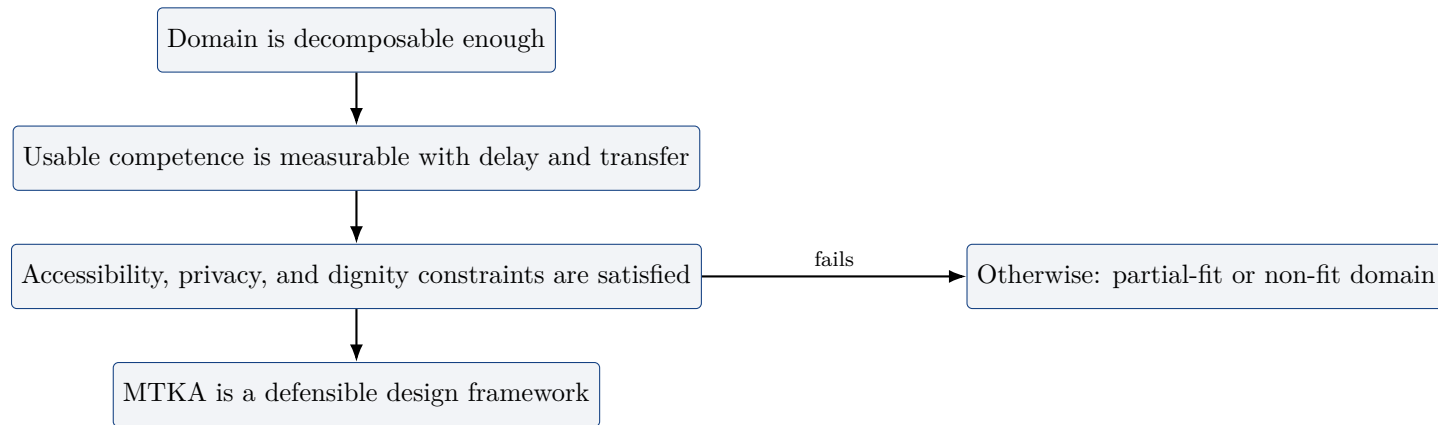 Domain is decomposable enough
Usable competence is measurable with delay and transfer
Accessibility, privacy, and dignity constraints are satisfied
fails
Otherwise: partial-fit or non-fit domain
MTKA is a defensible design framework